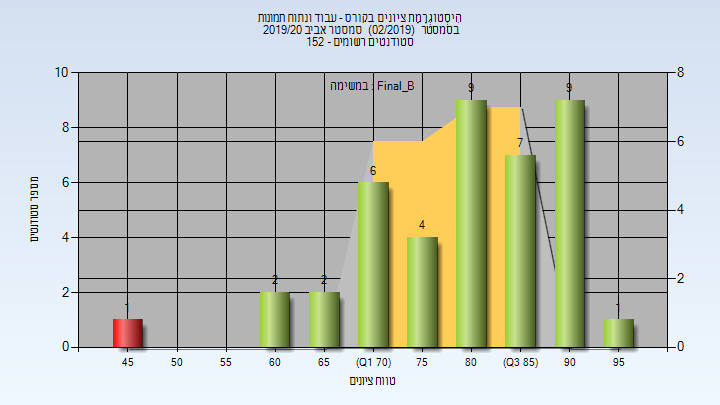 היסטוגרמת ציונים בקורס - עבוד ונתוח תמונות
בסמסטר (02/2019) סמסטר אביב 2019/20
סטודנטים רשומים - 152
במשימה : Final_B
10
8
6
4
2
0
8
6
4
2
0
מספר סטודנטים
1
2
2
6
4
9
7
9
1
45 50 55 60 65 (Q1 70) 75 80 (Q3 85) 90 95
טווח ציונים